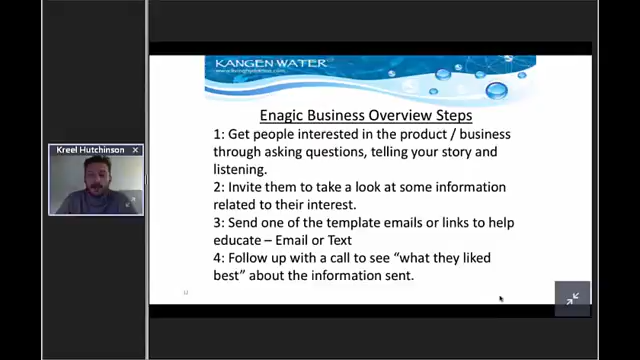 KANGEN WATER
Enagic Business Overview Steps
1: Get people interested in the product / business
through asking questions, telling your story and
listening.
Kreel Hutchinson
2: Invite them to take a look at some information
related to their interest.
3: Send one of the template emails or links to help
educate – Email or Text
4: Follow up with a call to see “what they liked
best” about the information sent.